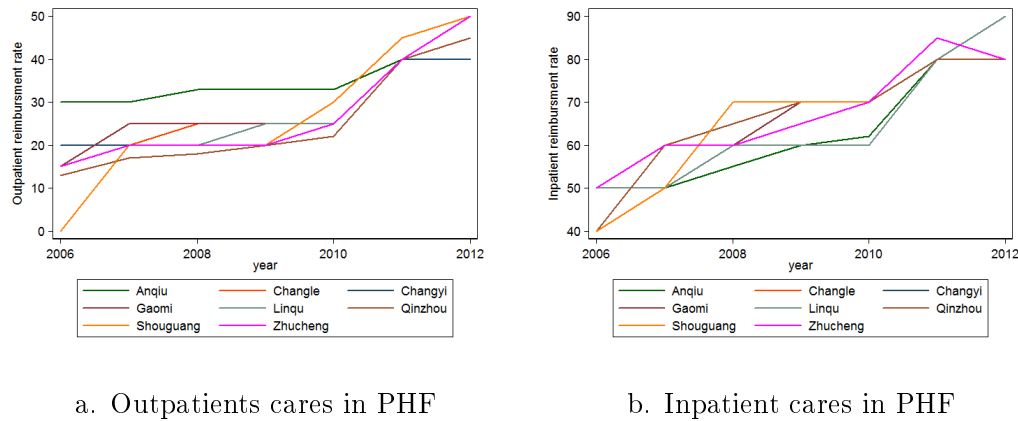 Outpatient reimbursment rate
50
40
30
20
10
0
2006 2008 2010 2012
year
Anqiu Changle Changyi
Gaomi Linqu Qinzhou
Shouguang Zhucheng
a. Outpatients cares in PHF
Inpatient reimbursment rate
90
80
70
60
50
40
2006 2008 2010 2012
year
Anqiu Changle Changyi
Gaomi Linqu Qinzhou
Shouguang Zhucheng
b. Inpatient cares in PHF